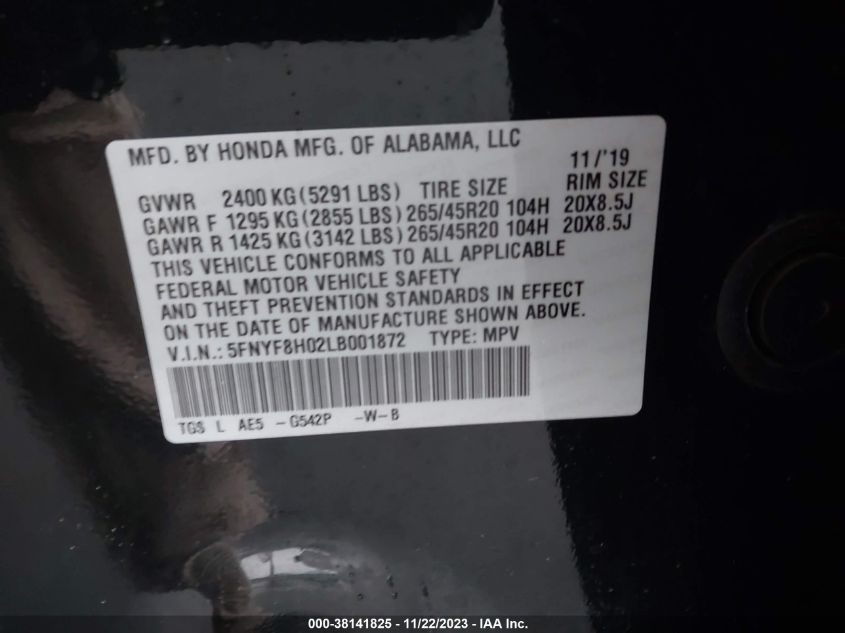 MFD. BY HONDA MFG. OF ALABAMA, LLC
11/'19
GVWR 2400 KG(5291 LBS) TIRE SIZE RIM SIZE
GAWR F 1295 KG(2855 LBS) 265/45R20 104H 20X8.5J
GAWR R 1425 KG(3142 LBS) 265/45R20 104H 20X8.5J
THIS VEHICLE CONFORMS TO ALL APPLICABLE
FEDERAL MOTOR VEHICLE SAFETY
AND THEFT PREVENTION STANDARDS IN EFFECT
ON THE DATE OF MANUFACTURE SHOWN ABOVE.
V.I.N.: 5FNYF8H02LB001872 TYPE: MPV
TGS L AE5 -G542P -W-B
000-38141825 - 11/22/2023 - IAA Inc.